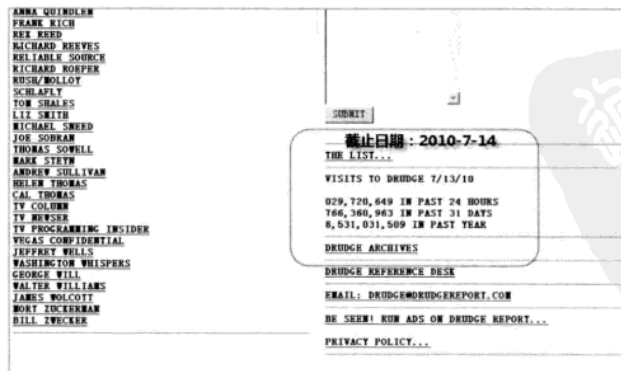 ANNA QUINDLEN
FRANK RICH
REX REED
RICHARD REEVES
RELIABLE SOURCE
RICHARD ROEPER
RUSH/MOLLOY
SCHLAFLY
TOM SHALES
LIZ SMITH
MICHAEL SNEED
JOE SOBRAN
THOMAS SOWELL
MARK STEYN
ANDREW SULLIVAN
HELEN THOMAS
CAL THOMAS
TV COLUMN
TV NEWSER
TV PROGRAMMING INSIDER
VEGAS CONFIDENTIAL
JEFFREY WELLS
WASHINGTON WHISPERS
GEORGE WILL
WALTER WILLIAMS
JAMES WOLCOTT
MORT ZUCKERMAN
BILL ZWECKER
SUBMIT
截止日期：2010-7-14
THE LIST...
VISITS TO DRUDGE 7/13/10
029,720,649 IN PAST 24 HOURS
766,360,963 IN PAST 31 DAYS
8,531,031,509 IN PAST YEAR
DRUDGE ARCHIVES
DRUDGE REFERENCE DESK
EMAIL: DRUDGE@DRUDGEREPORT.COM
BE SEEN! RUN ADS ON DRUDGE REPORT...
PRIVACY POLICY...